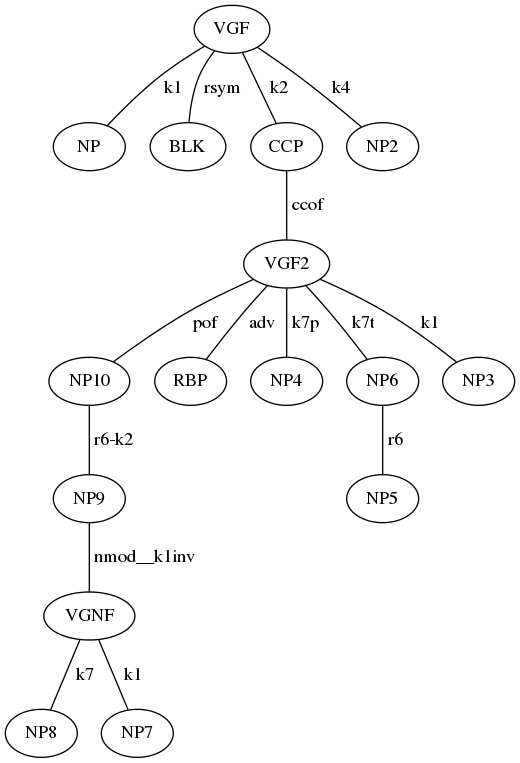 VGF
k1 rsym k2 k4
NP BLK CCP NP2
ccof
VGF2
pof adv k7p k7t k1
NP10 RBP NP4 NP6 NP3
r6-k2 r6
NP9 NP5
nmod__k1inv
VGNF
k7 k1
NP8 NP7